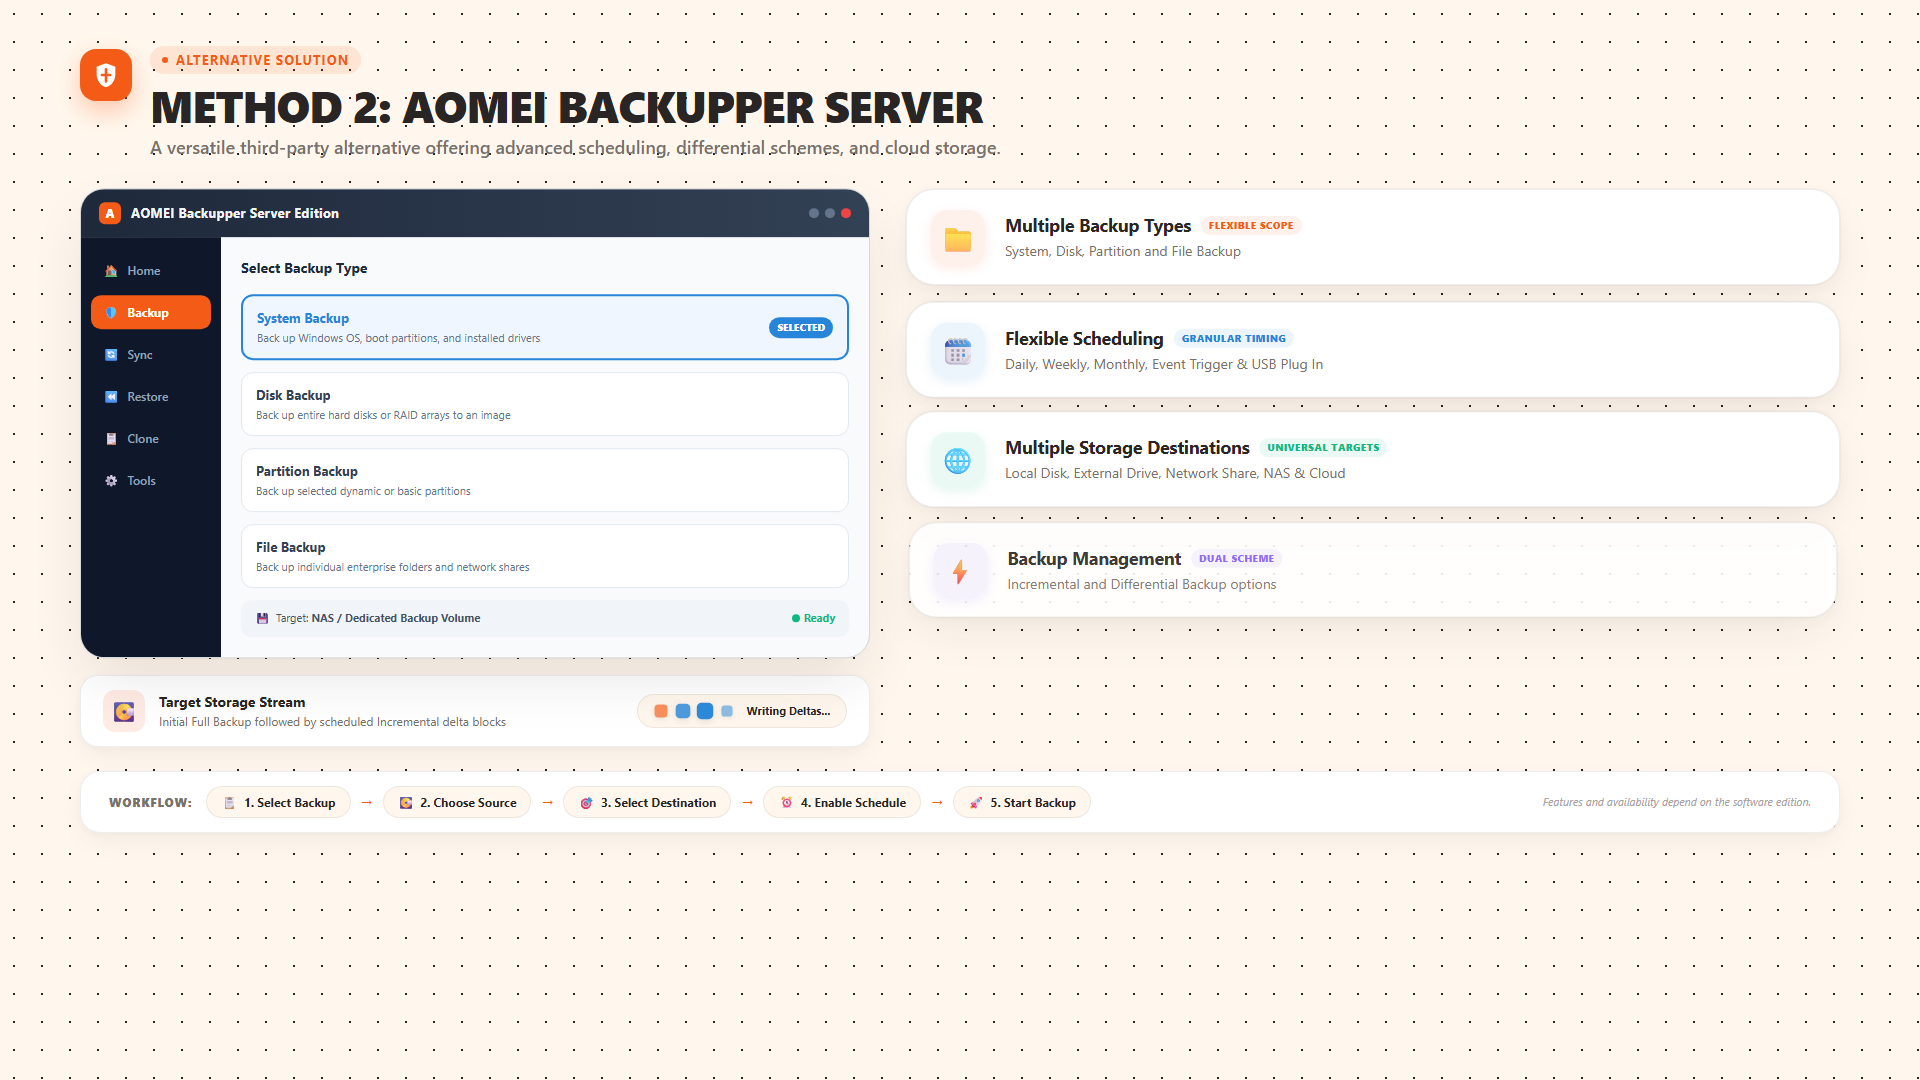 ALTERNATIVE SOLUTION
METHOD 2: AOMEI BACKUPPER SERVER
A versatile third-party alternative offering advanced scheduling, differential schemes, and cloud storage.
A AOMEI Backupper Server Edition
Home
Backup
Sync
Restore
Clone
Tools
Select Backup Type
System Backup
Back up Windows OS, boot partitions, and installed drivers
SELECTED
Disk Backup
Back up entire hard disks or RAID arrays to an image
Partition Backup
Back up selected dynamic or basic partitions
File Backup
Back up individual enterprise folders and network shares
Target: NAS / Dedicated Backup Volume
Ready
Target Storage Stream
Initial Full Backup followed by scheduled Incremental delta blocks
Writing Deltas...
Multiple Backup Types FLEXIBLE SCOPE
System, Disk, Partition and File Backup
Flexible Scheduling GRANULAR TIMING
Daily, Weekly, Monthly, Event Trigger & USB Plug In
Multiple Storage Destinations UNIVERSAL TARGETS
Local Disk, External Drive, Network Share, NAS & Cloud
Backup Management DUAL SCHEME
Incremental and Differential Backup options
WORKFLOW: 1. Select Backup → 2. Choose Source → 3. Select Destination → 4. Enable Schedule → 5. Start Backup
Features and availability depend on the software edition.